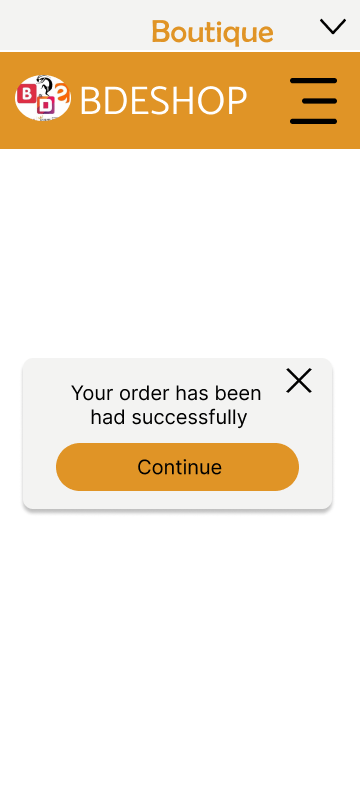 Boutique
B D e
BDESHOP
Your order has been
had successfully
Continue